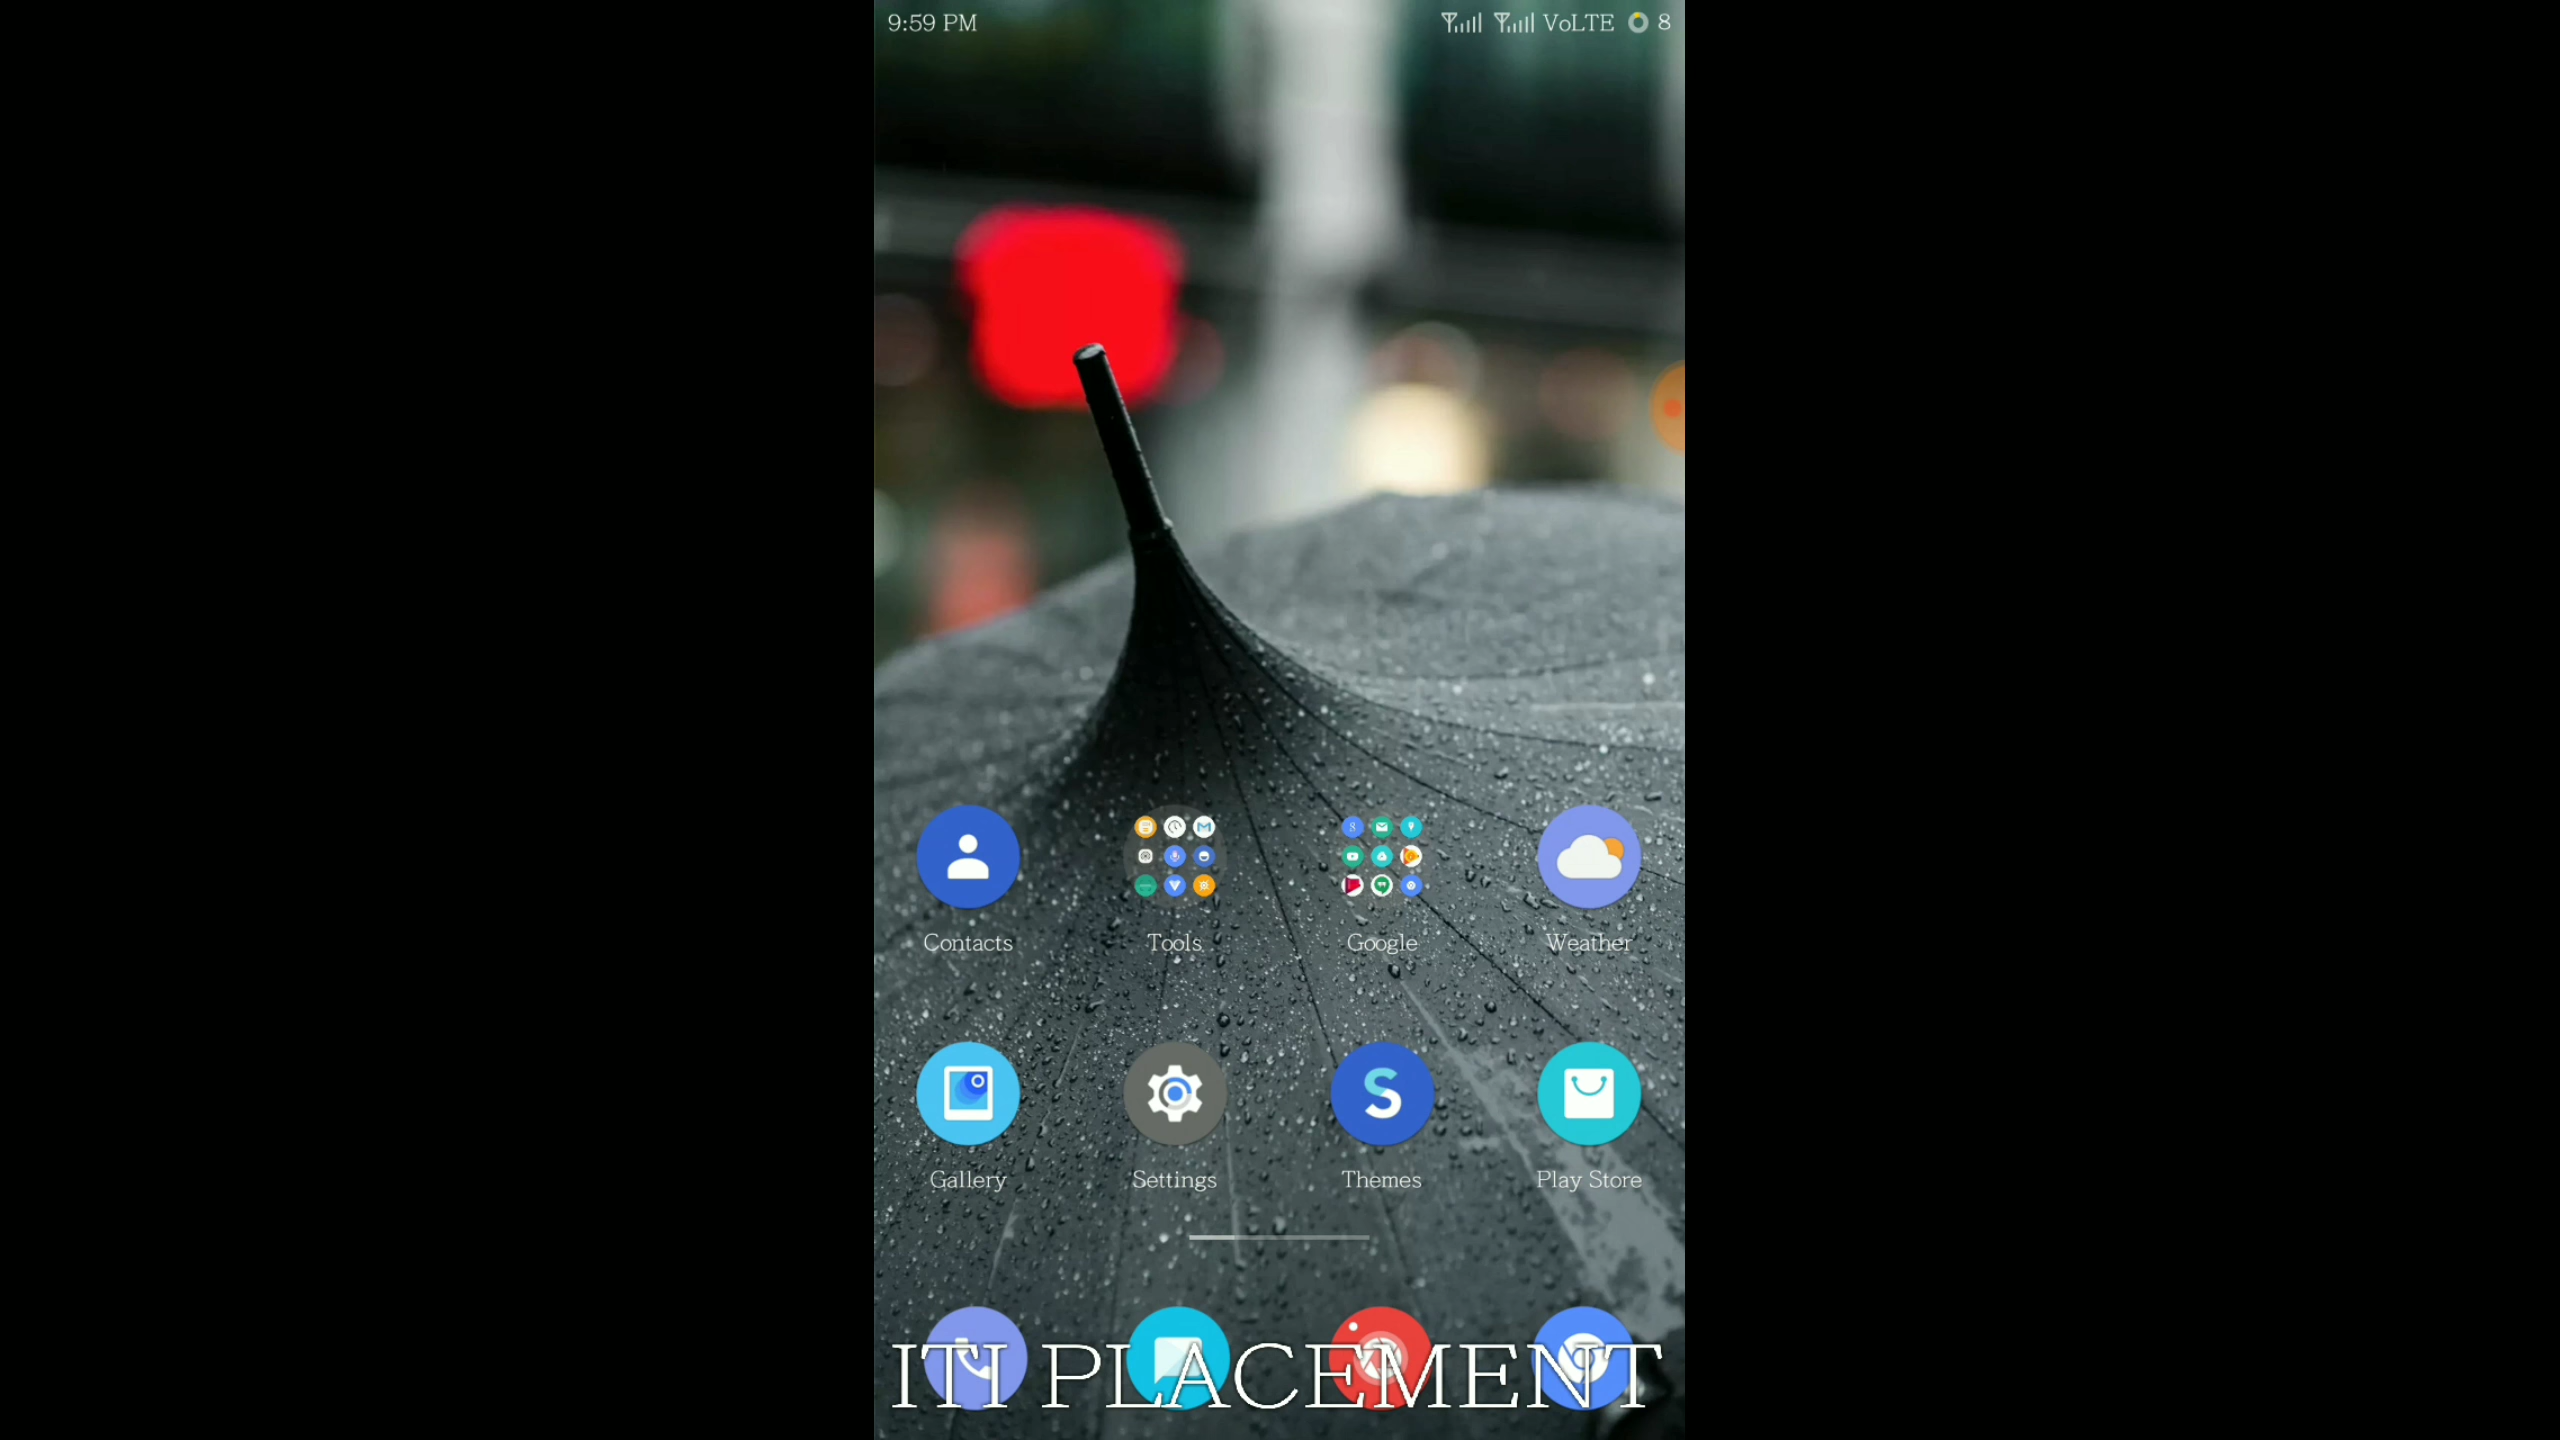 9:59 PM VoLTE 8
Contacts Tools Google Weather
Gallery Settings Themes Play Store
ITI PLACEMENT